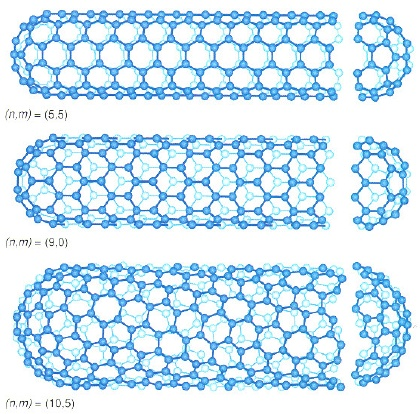 (n,m) = (5,5)
(n,m) = (9,0)
(n,m) = (10,5)